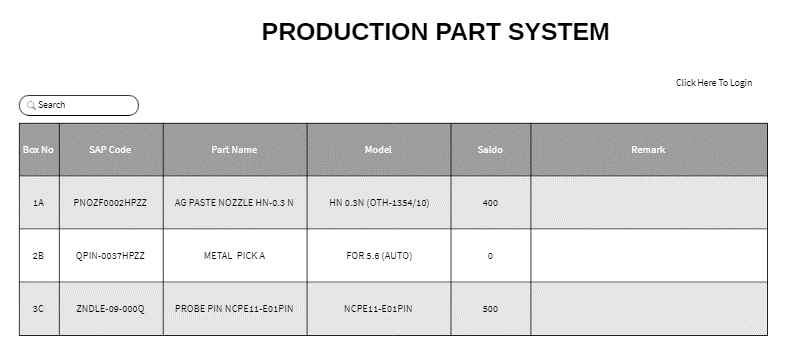 PRODUCTION PART SYSTEM
Click Here To Login
Search
Box No SAP Code Part Name Model Saldo Remark
1A PNOZF0002HPZZ AG PASTE NOZZLE HN-0.3 N HN 0.3N (OTH-1354/10) 400
2B QPIN-0037HPZZ METAL PICK A FOR 5.6 (AUTO) 0
3C ZNDLE-09-000Q PROBE PIN NCPE11-E01PIN NCPE11-E01PIN 500